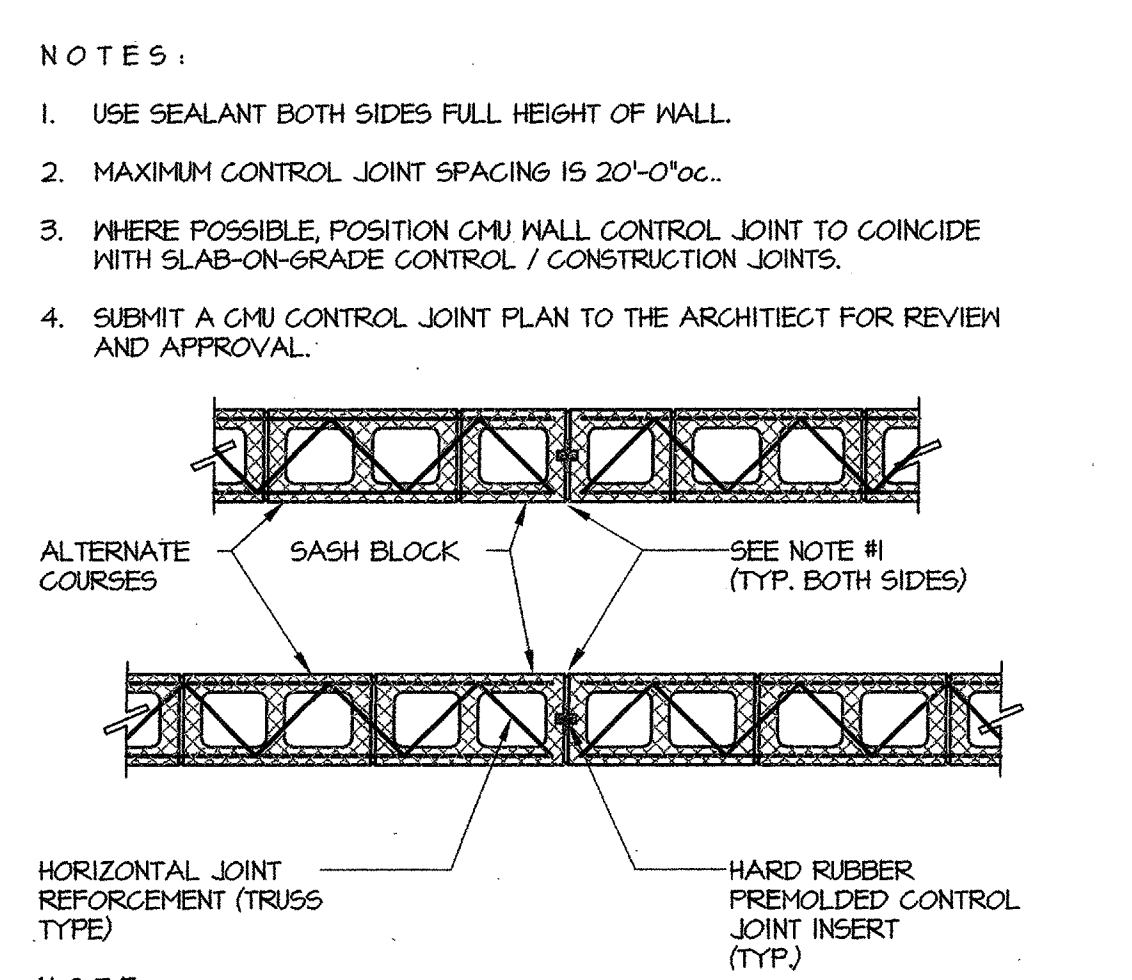 NOTES:
1. USE SEALANT BOTH SIDES FULL HEIGHT OF WALL.
2. MAXIMUM CONTROL JOINT SPACING IS 20'-0"oc..
3. WHERE POSSIBLE, POSITION CMU WALL CONTROL JOINT TO COINCIDE
WITH SLAB-ON-GRADE CONTROL / CONSTRUCTION JOINTS.
4. SUBMIT A CMU CONTROL JOINT PLAN TO THE ARCHITIECT FOR REVIEW
AND APPROVAL.
ALTERNATE
COURSES
SASH BLOCK
SEE NOTE #1
(TYP. BOTH SIDES)
HORIZONTAL JOINT
REFORCEMENT (TRUSS
TYPE)
HARD RUBBER
PREMOLDED CONTROL
JOINT INSERT
(TYP.)